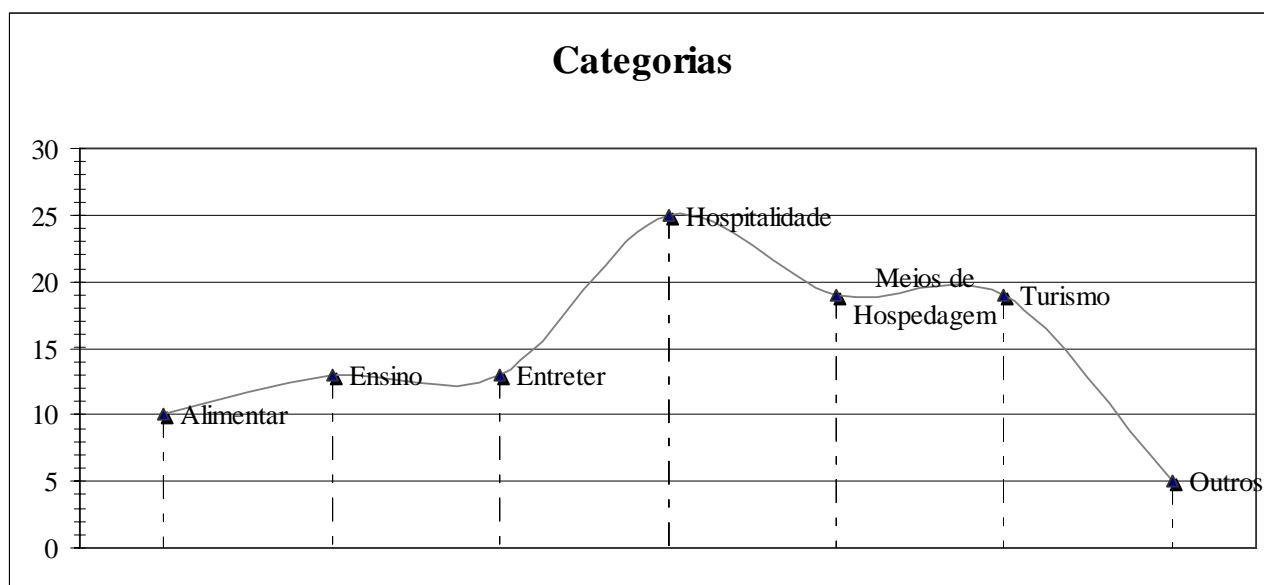 Categorias
30
25
20
15
10
5
0
Alimentar
Ensino
Entreter
Hospitalidade
Meios de
Hospedagem
Turismo
Outros